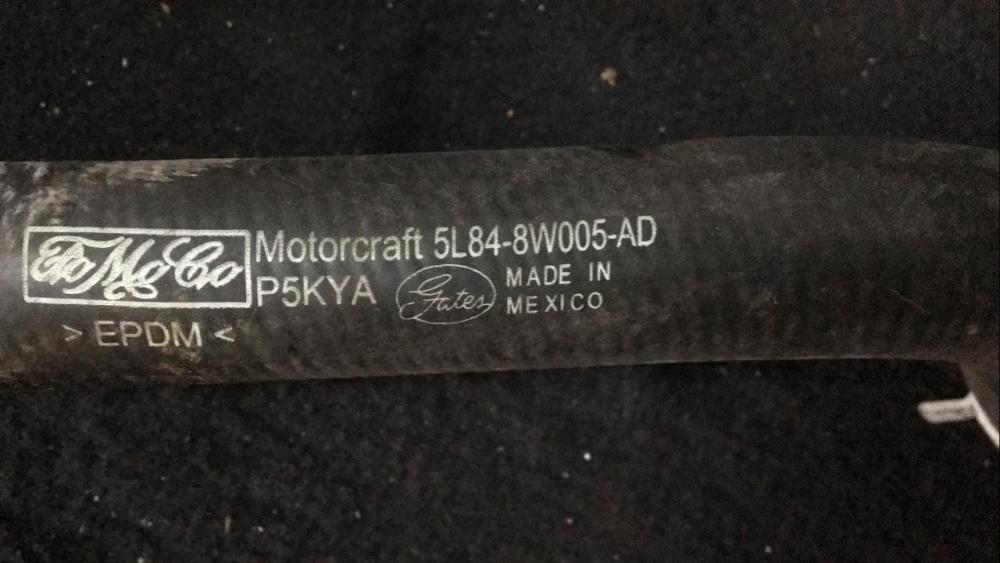 FoMoCo Motorcraft 5L84-8W005-AD
P5KYA Gates MADE IN
MEXICO
> EPDM <